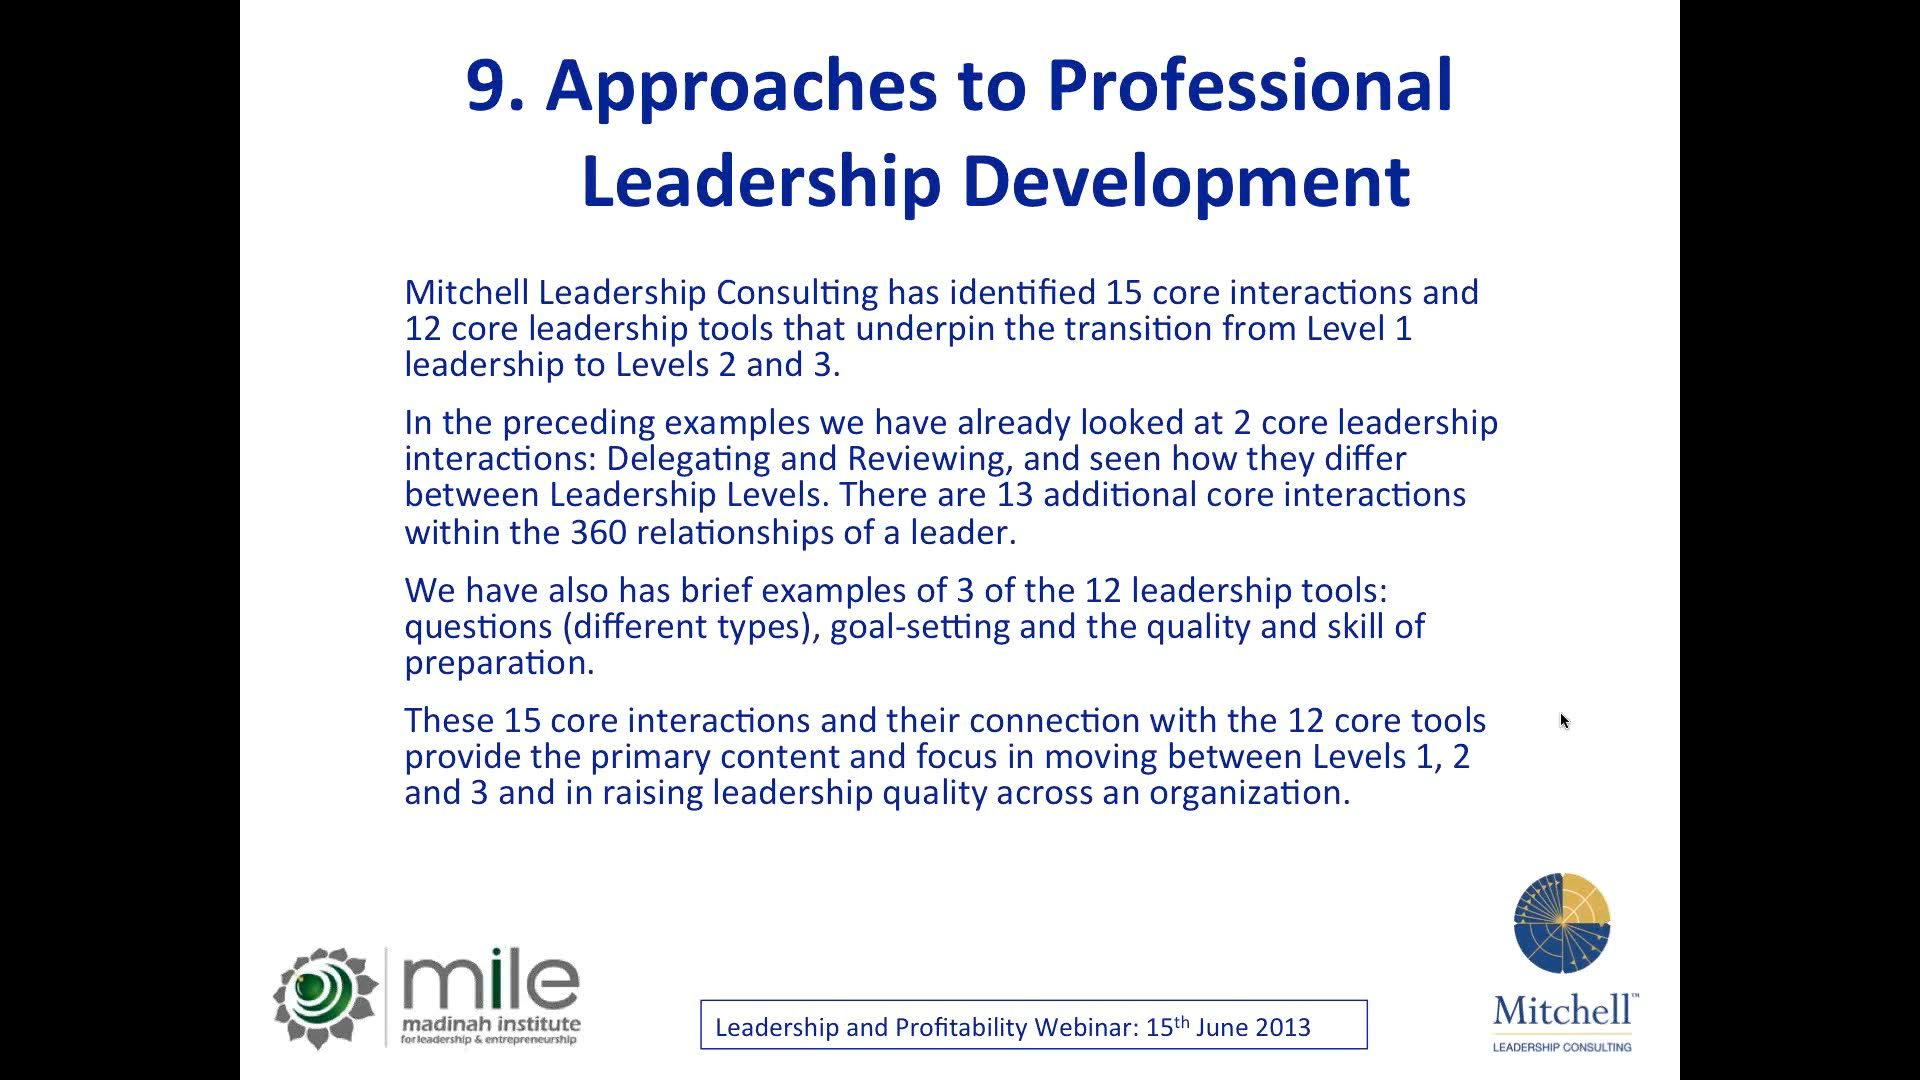 9. Approaches to Professional
Leadership Development
Mitchell Leadership Consulting has identified 15 core interactions and
12 core leadership tools that underpin the transition from Level 1
leadership to Levels 2 and 3.
In the preceding examples we have already looked at 2 core leadership
interactions: Delegating and Reviewing, and seen how they differ
between Leadership Levels. There are 13 additional core interactions
within the 360 relationships of a leader.
We have also has brief examples of 3 of the 12 leadership tools:
questions (different types), goal-setting and the quality and skill of
preparation.
These 15 core interactions and their connection with the 12 core tools
provide the primary content and focus in moving between Levels 1, 2
and 3 and in raising leadership quality across an organization.
mile
madinah institute
for leadership & entrepreneurship
Leadership and Profitability Webinar: 15th June 2013
Mitchell™
LEADERSHIP CONSULTING